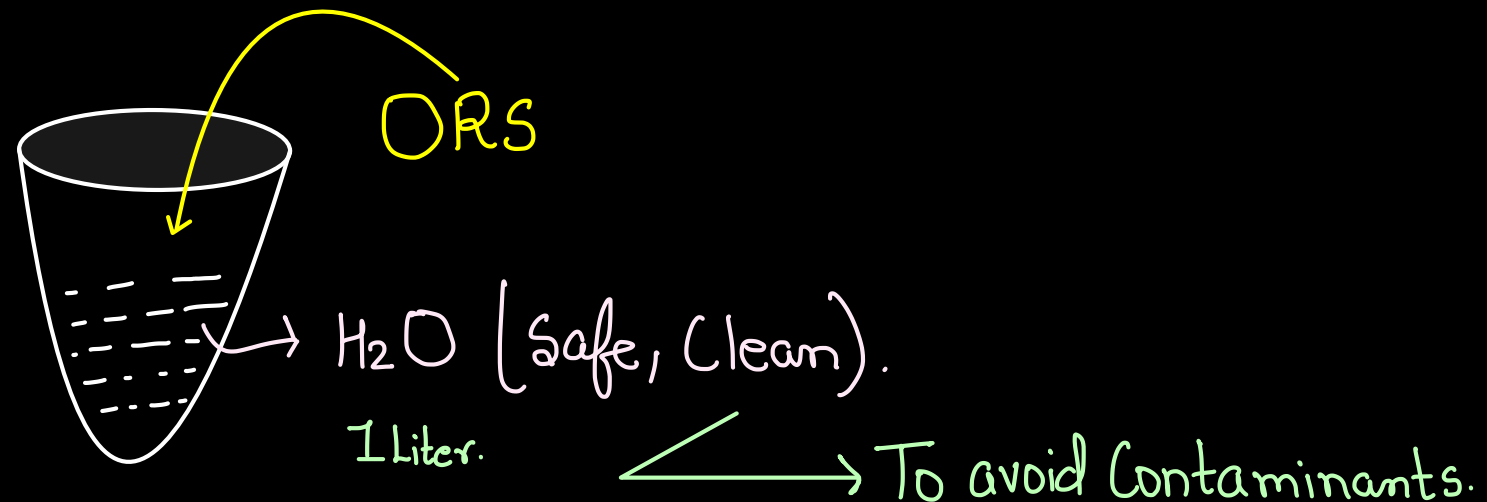 ORS
H₂O (Safe, Clean).
1 Liter.
To avoid Contaminants.